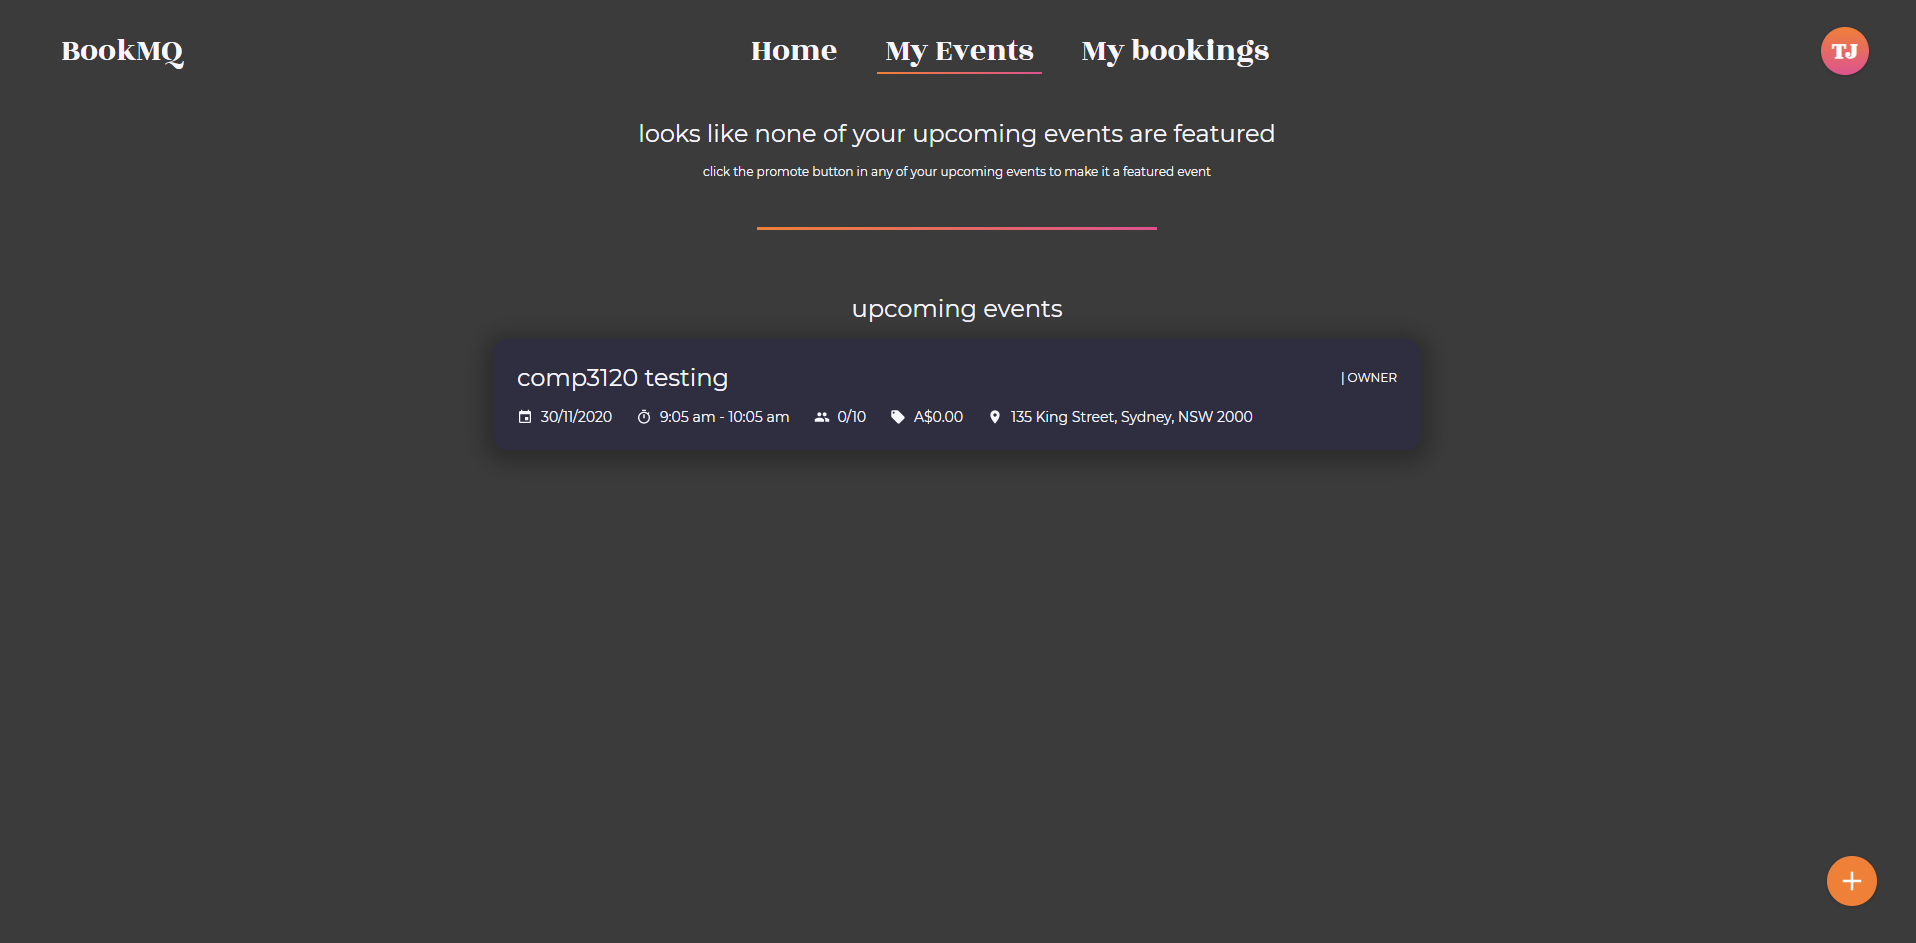 BookMQ
Home My Events My bookings
TJ
looks like none of your upcoming events are featured
click the promote button in any of your upcoming events to make it a featured event
upcoming events
comp3120 testing
| OWNER
30/11/2020 9:05 am - 10:05 am 0/10 A$0.00 135 King Street, Sydney, NSW 2000